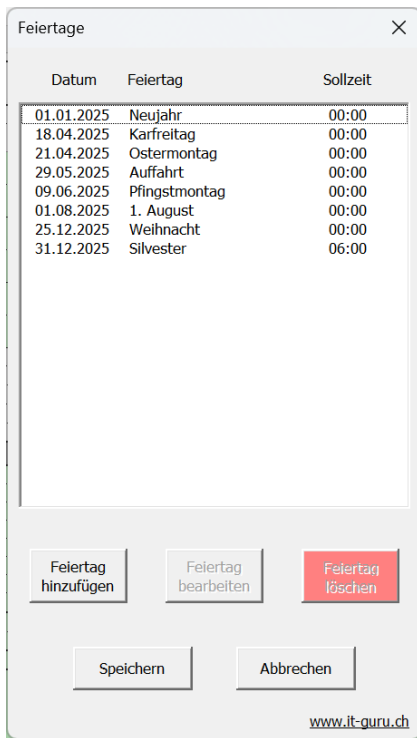 Feiertage
Datum Feiertag Sollzeit
01.01.2025 Neujahr 00:00
18.04.2025 Karfreitag 00:00
21.04.2025 Ostermontag 00:00
29.05.2025 Auffahrt 00:00
09.06.2025 Pfingstmontag 00:00
01.08.2025 1. August 00:00
25.12.2025 Weihnacht 00:00
31.12.2025 Silvester 06:00
Feiertag hinzufügen
Feiertag bearbeiten
Feiertag löschen
Speichern Abbrechen
www.it-guru.ch